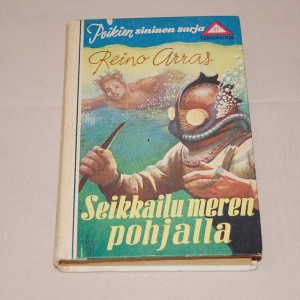 Poikien sininen sarja
Reino Arras
Seikkailu meren
pohjalla